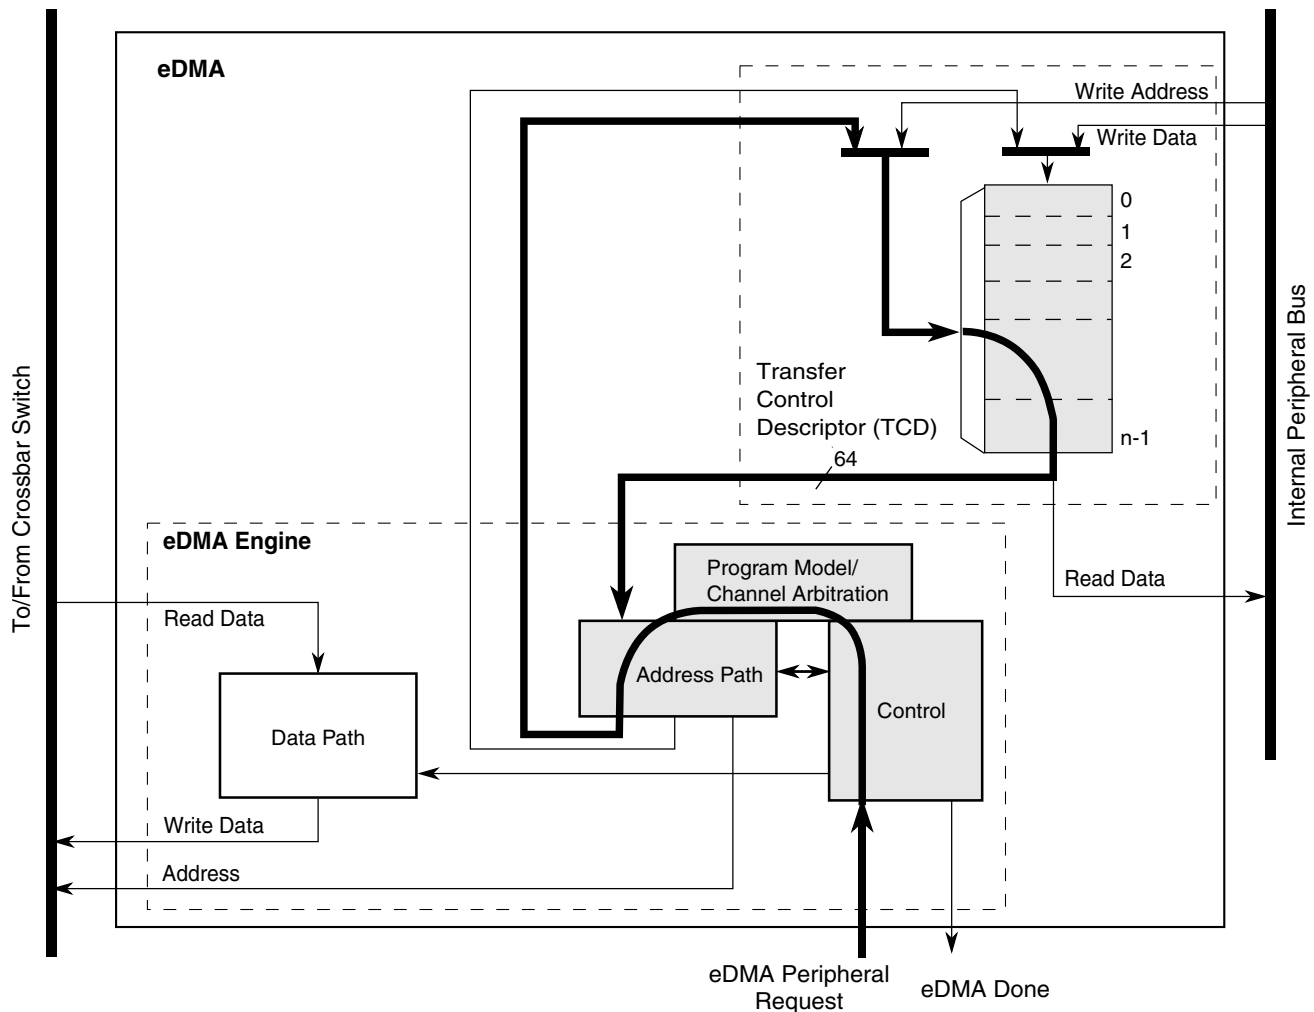 eDMA
Write Address
Write Data
0
1
2
n-1
Transfer
Control
Descriptor (TCD)
64
Internal Peripheral Bus
To/From Crossbar Switch
eDMA Engine
Program Model/
Channel Arbitration
Read Data
Read Data
Address Path
Control
Data Path
Write Data
Address
eDMA Peripheral
Request
eDMA Done